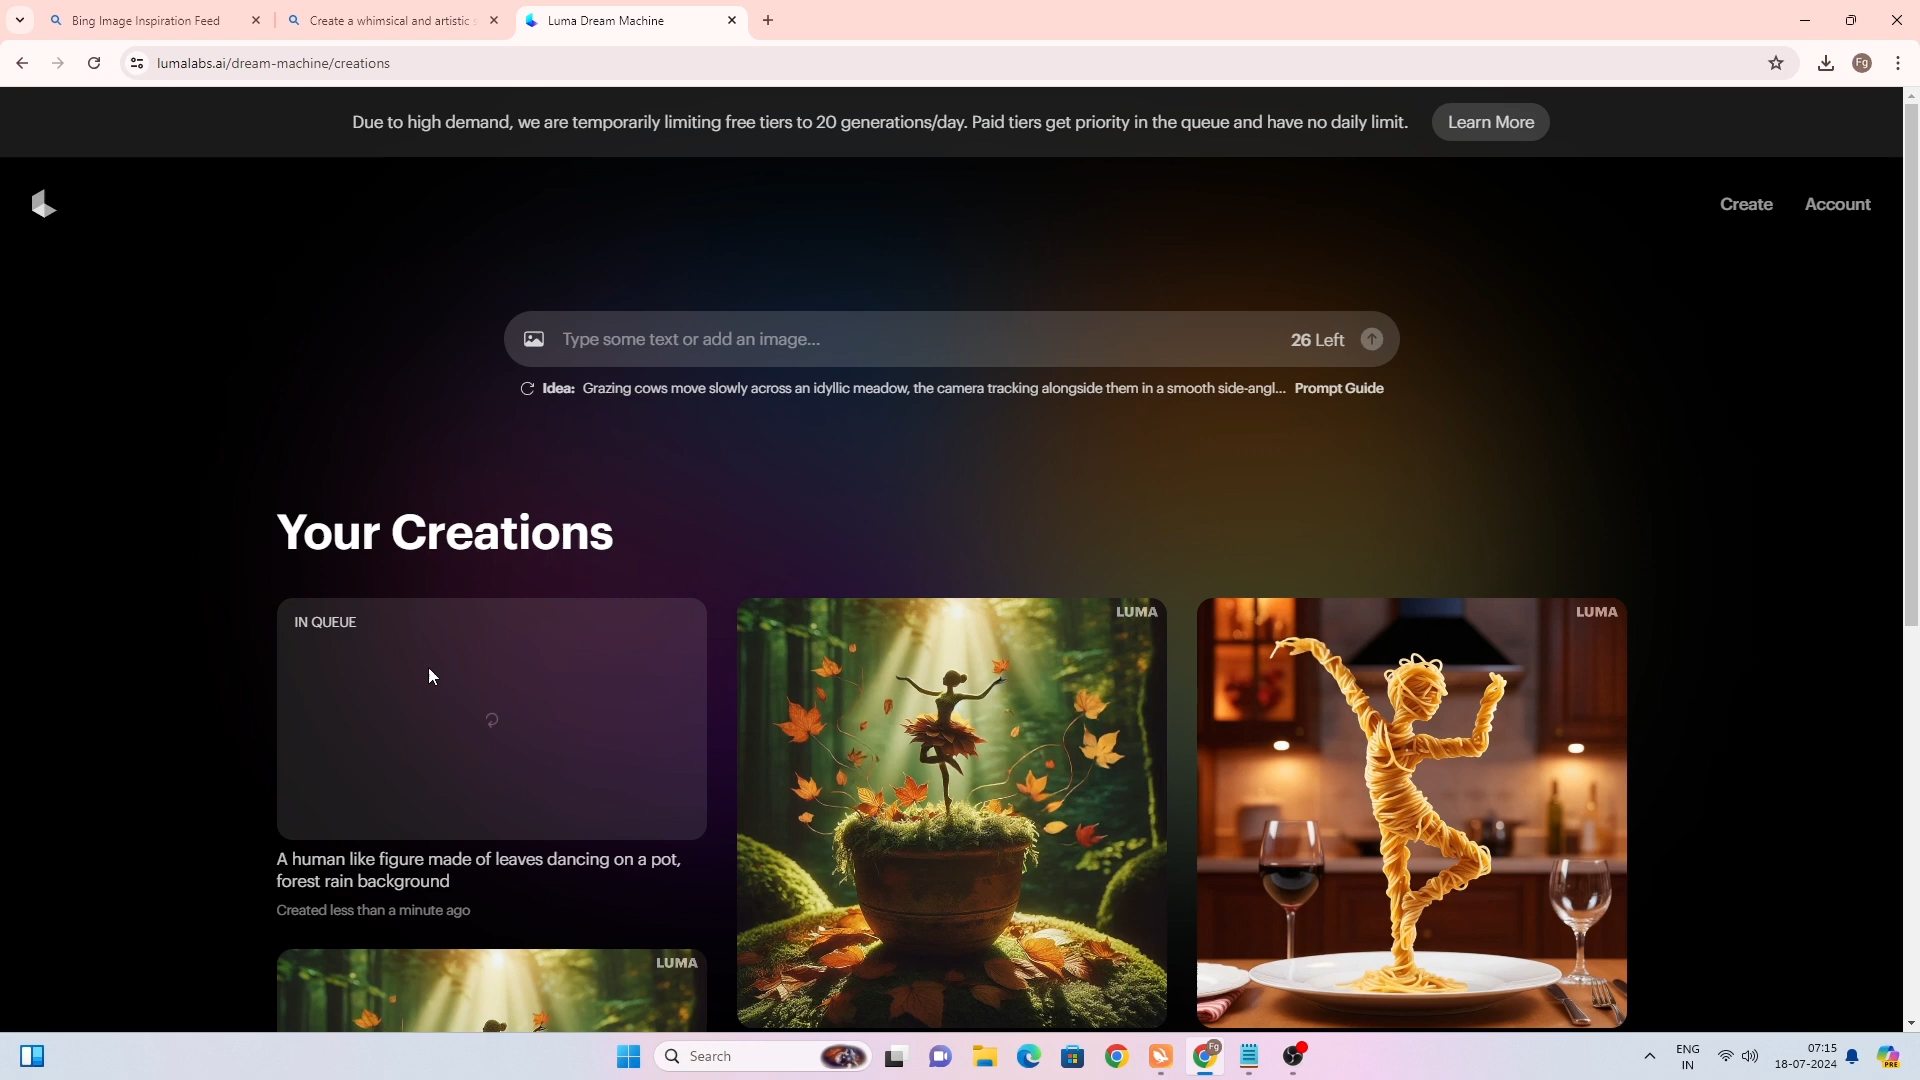 Bing Image Inspiration Feed
Create a whimsical and artistic
Luma Dream Machine
lumalabs.ai/dream-machine/creations
Fg
Due to high demand, we are temporarily limiting free tiers to 20 generations/day. Paid tiers get priority in the queue and have no daily limit.
Learn More
Create
Account
Type some text or add an image...
26 Left
Idea: Grazing cows move slowly across an idyllic meadow, the camera tracking alongside them in a smooth side-angl...
Prompt Guide
Your Creations
IN QUEUE
LUMA
LUMA
A human like figure made of leaves dancing on a pot,
forest rain background
Created less than a minute ago
LUMA
Search
Fg
ENG
IN
07:15
18-07-2024
PRE